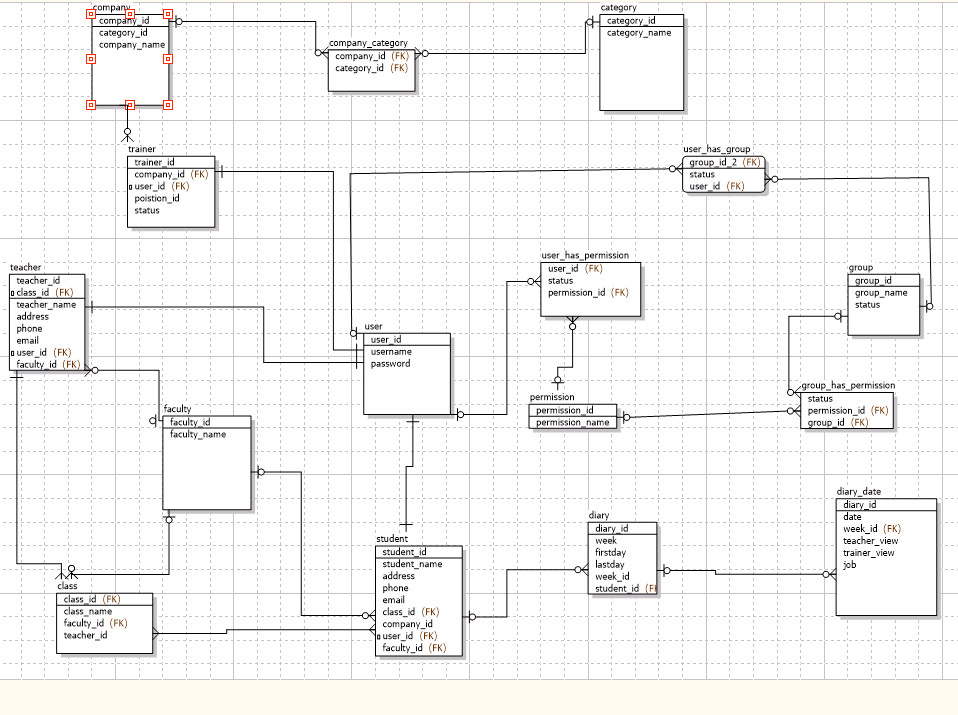 company
company_id
category_id
company_name
company_category
company_id (FK)
category_id (FK)
category
category_id
category_name
trainer
trainer_id
company_id (FK)
user_id (FK)
poistion_id
status
user_has_group
group_id_2 (FK)
status
user_id (FK)
teacher
teacher_id
class_id (FK)
teacher_name
address
phone
email
user_id (FK)
faculty_id (FK)
user_has_permission
user_id (FK)
status
permission_id (FK)
group
group_id
group_name
status
user
user_id
username
password
permission
permission_id
permission_name
group_has_permission
status
permission_id (FK)
group_id (FK)
faculty
faculty_id
faculty_name
diary_date
diary_id
date
week_id (FK)
teacher_view
trainer_view
job
diary
diary_id
week
firstday
lastday
week_id
student_id (F
student
student_id
student_name
address
phone
email
class_id (FK)
company_id
user_id (FK)
faculty_id (FK)
class
class_id (FK)
class_name
faculty_id (FK)
teacher_id